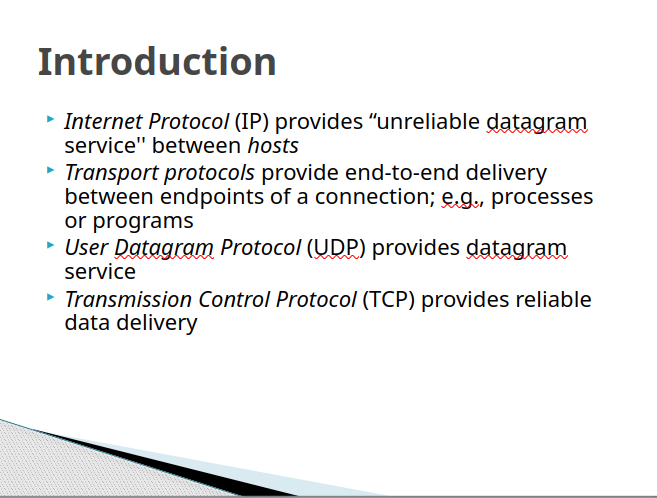 Introduction
Internet Protocol (IP) provides “unreliable datagram
service'' between hosts
Transport protocols provide end-to-end delivery
between endpoints of a connection; e.g., processes
or programs
User Datagram Protocol (UDP) provides datagram
service
Transmission Control Protocol (TCP) provides reliable
data delivery